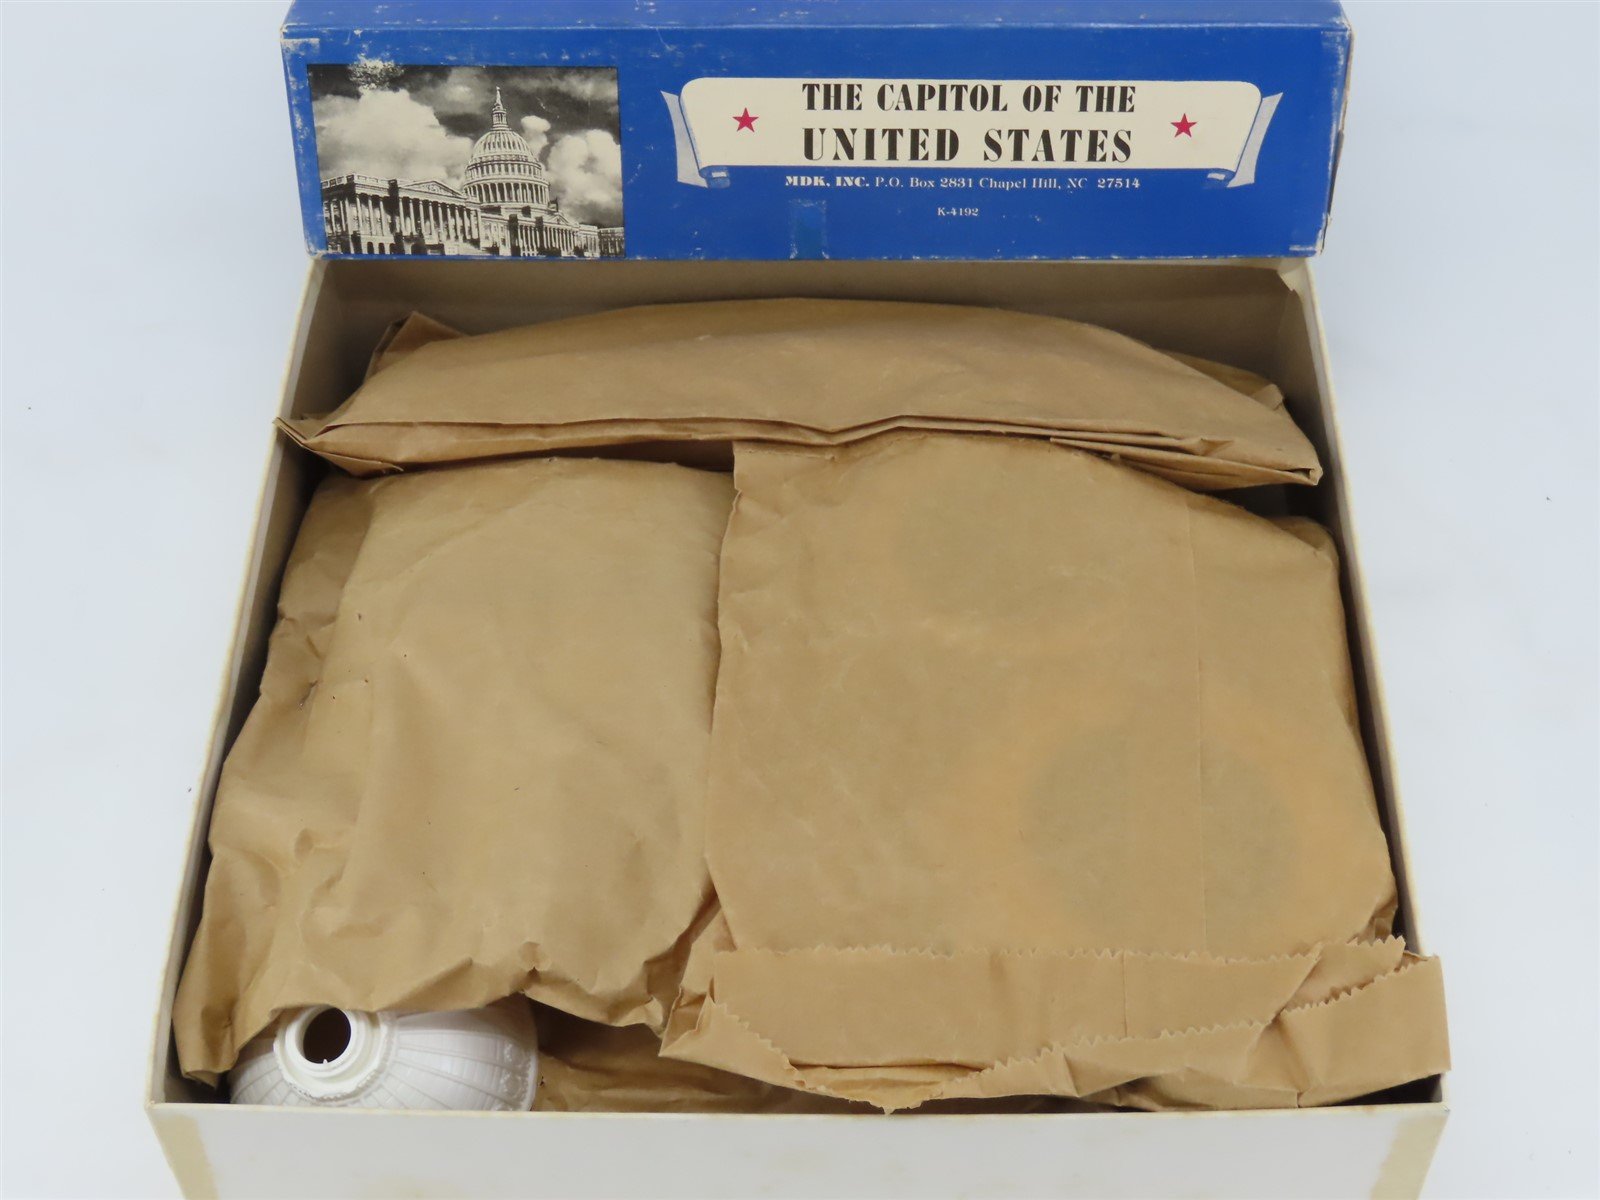 THE CAPITOL OF THE
UNITED STATES
MDK, INC. P.O. Box 2831 Chapel Hill, NC 27514
K-4192